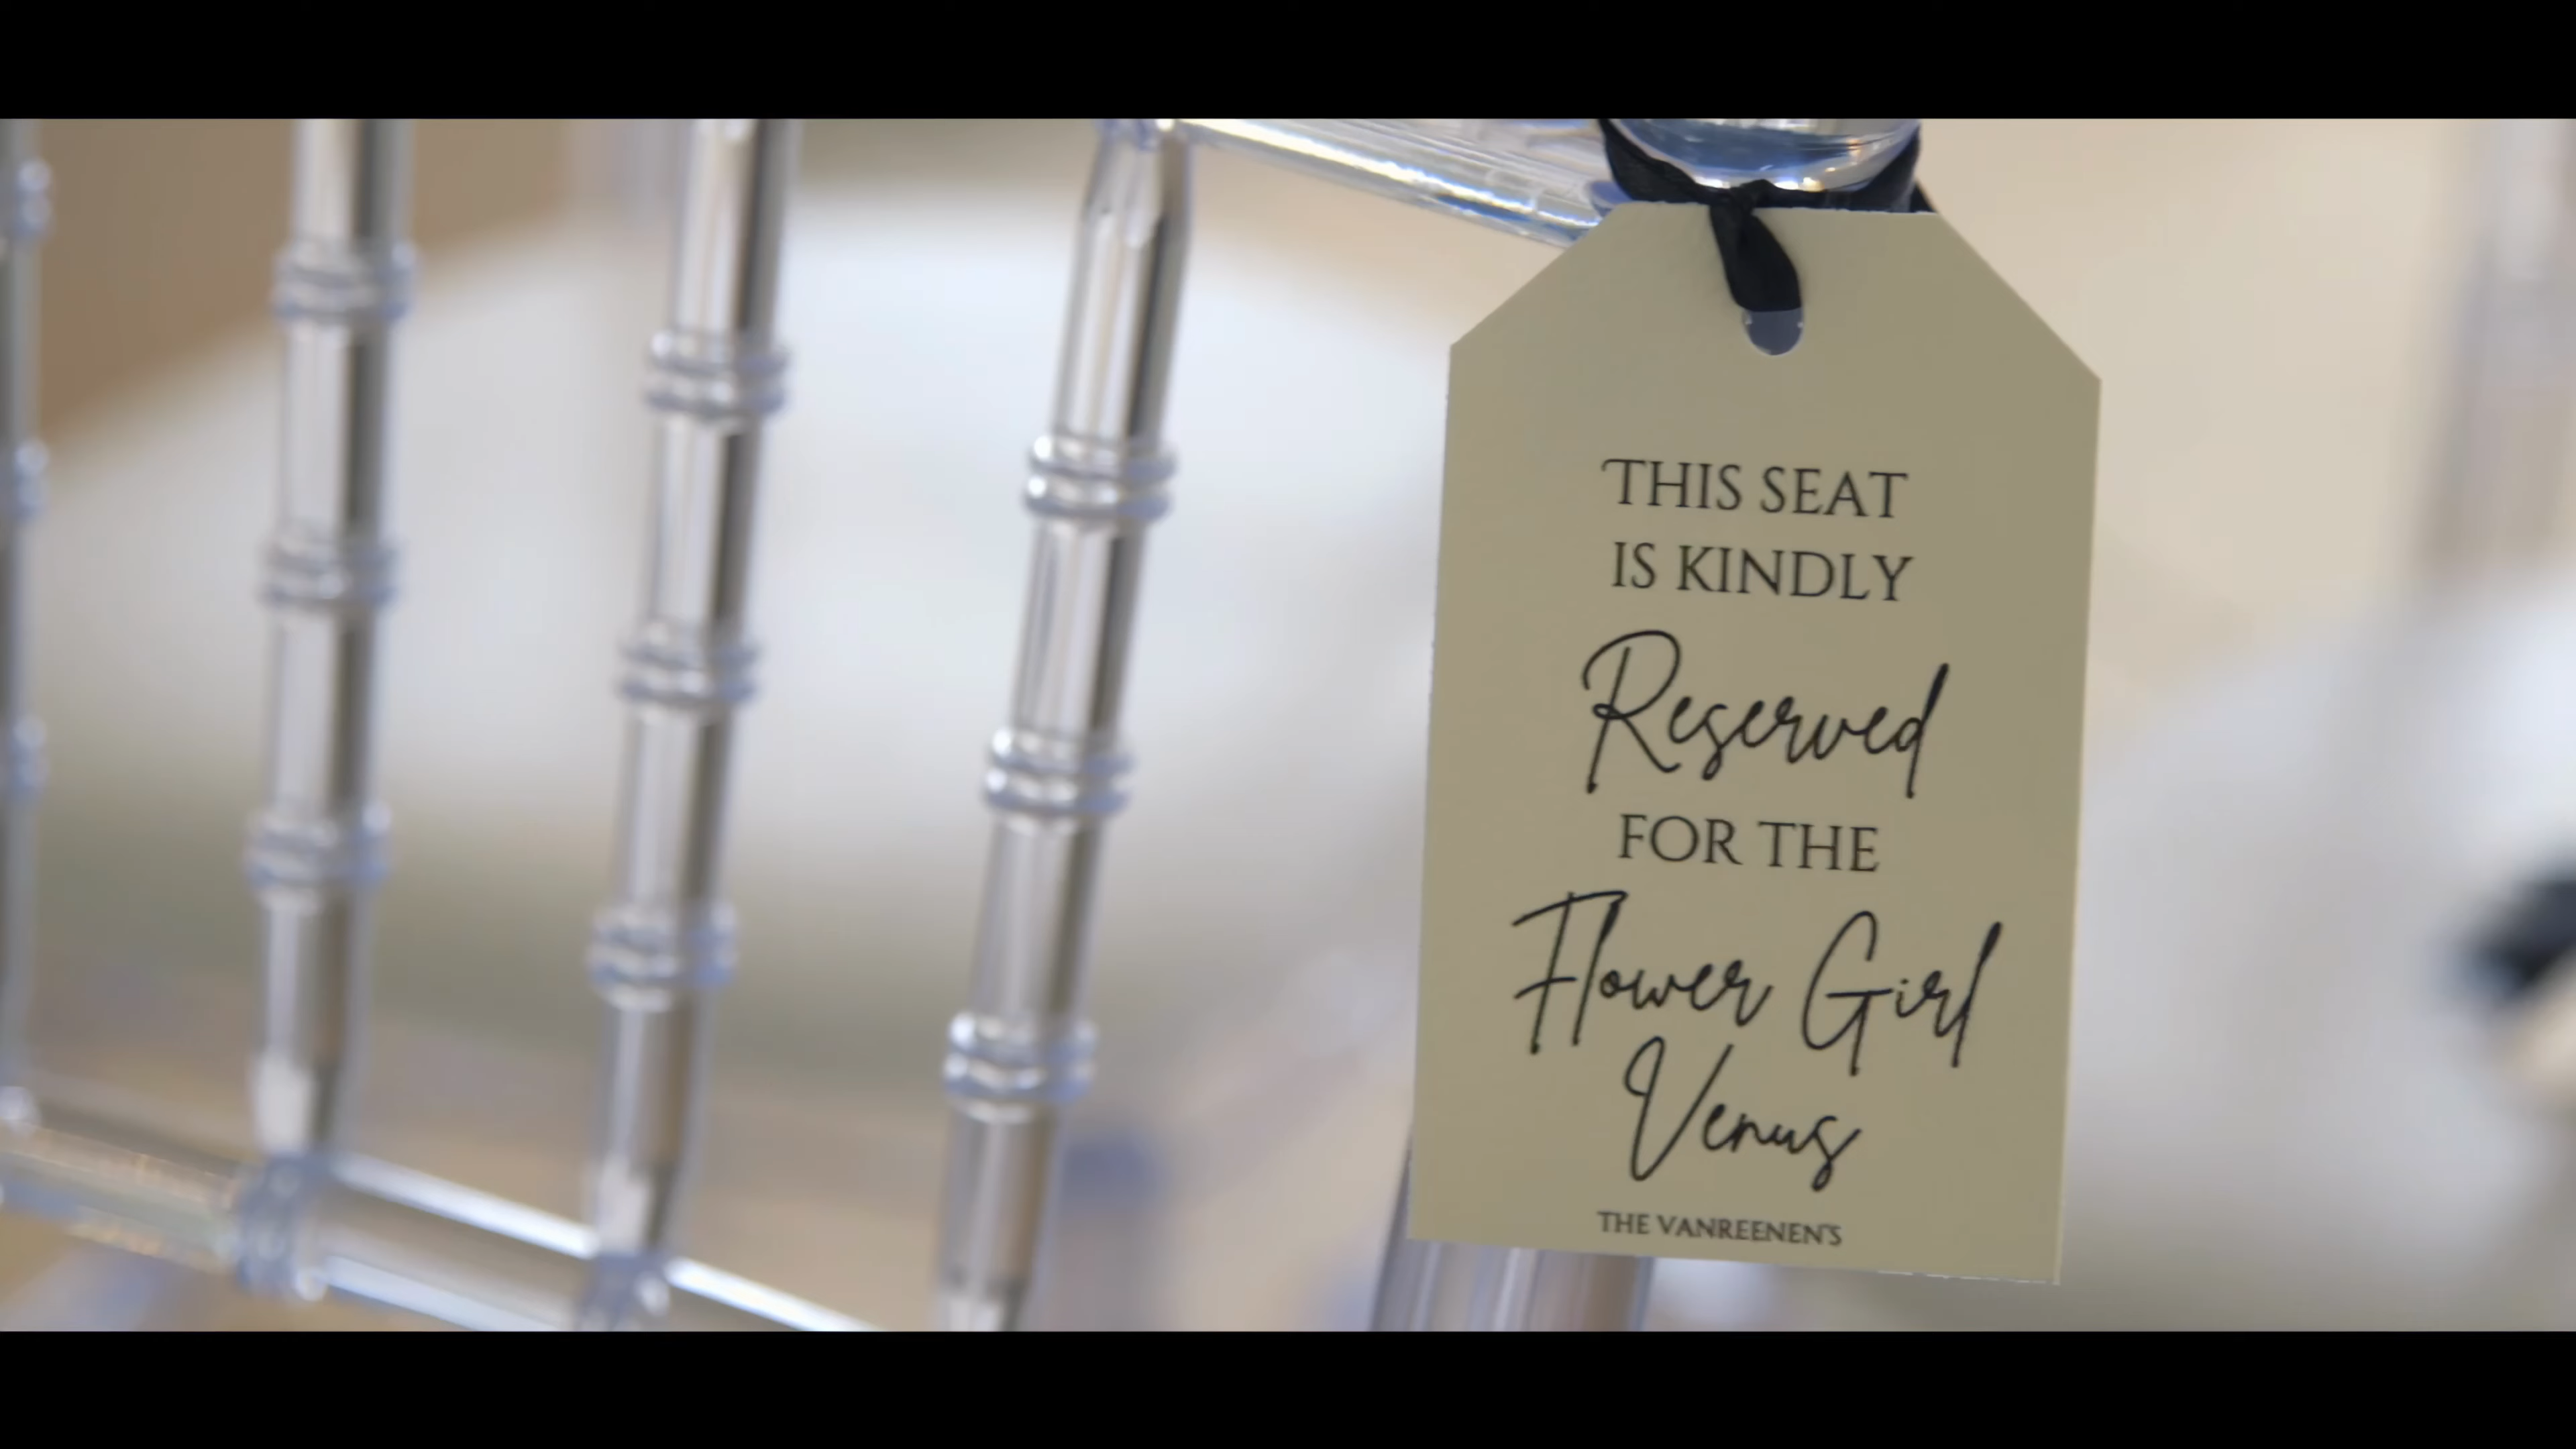 THIS SEAT
IS KINDLY
Reserved
FOR THE
Flower Girl
Venus
THE VANREENEN'S